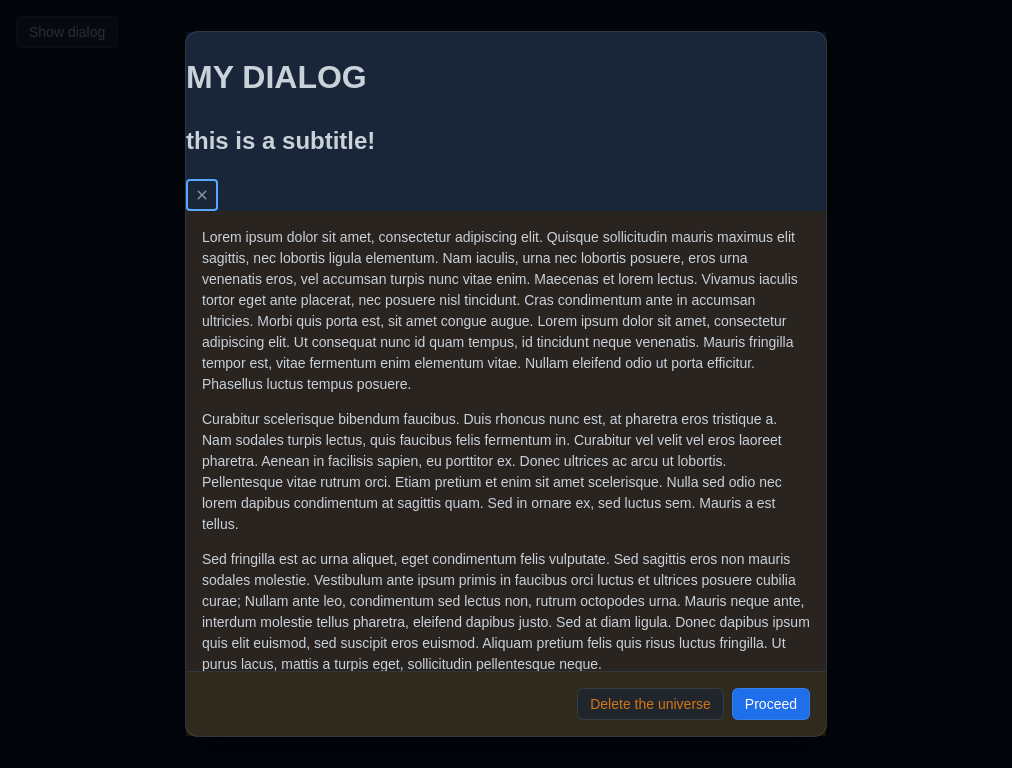 Show dialog
MY DIALOG
this is a subtitle!
Lorem ipsum dolor sit amet, consectetur adipiscing elit. Quisque sollicitudin mauris maximus elit
sagittis, nec lobortis ligula elementum. Nam iaculis, urna nec lobortis posuere, eros urna
venenatis eros, vel accumsan turpis nunc vitae enim. Maecenas et lorem lectus. Vivamus iaculis
tortor eget ante placerat, nec posuere nisl tincidunt. Cras condimentum ante in accumsan
ultricies. Morbi quis porta est, sit amet congue augue. Lorem ipsum dolor sit amet, consectetur
adipiscing elit. Ut consequat nunc id quam tempus, id tincidunt neque venenatis. Mauris fringilla
tempor est, vitae fermentum enim elementum vitae. Nullam eleifend odio ut porta efficitur.
Phasellus luctus tempus posuere.
Curabitur scelerisque bibendum faucibus. Duis rhoncus nunc est, at pharetra eros tristique a.
Nam sodales turpis lectus, quis faucibus felis fermentum in. Curabitur vel velit vel eros laoreet
pharetra. Aenean in facilisis sapien, eu porttitor ex. Donec ultrices ac arcu ut lobortis.
Pellentesque vitae rutrum orci. Etiam pretium et enim sit amet scelerisque. Nulla sed odio nec
lorem dapibus condimentum at sagittis quam. Sed in ornare ex, sed luctus sem. Mauris a est
tellus.
Sed fringilla est ac urna aliquet, eget condimentum felis vulputate. Sed sagittis eros non mauris
sodales molestie. Vestibulum ante ipsum primis in faucibus orci luctus et ultrices posuere cubilia
curae; Nullam ante leo, condimentum sed lectus non, rutrum octopodes urna. Mauris neque ante,
interdum molestie tellus pharetra, eleifend dapibus justo. Sed at diam ligula. Donec dapibus ipsum
quis elit euismod, sed suscipit eros euismod. Aliquam pretium felis quis risus luctus fringilla. Ut
purus lacus, mattis a turpis eget, sollicitudin pellentesque neque.
Delete the universe
Proceed